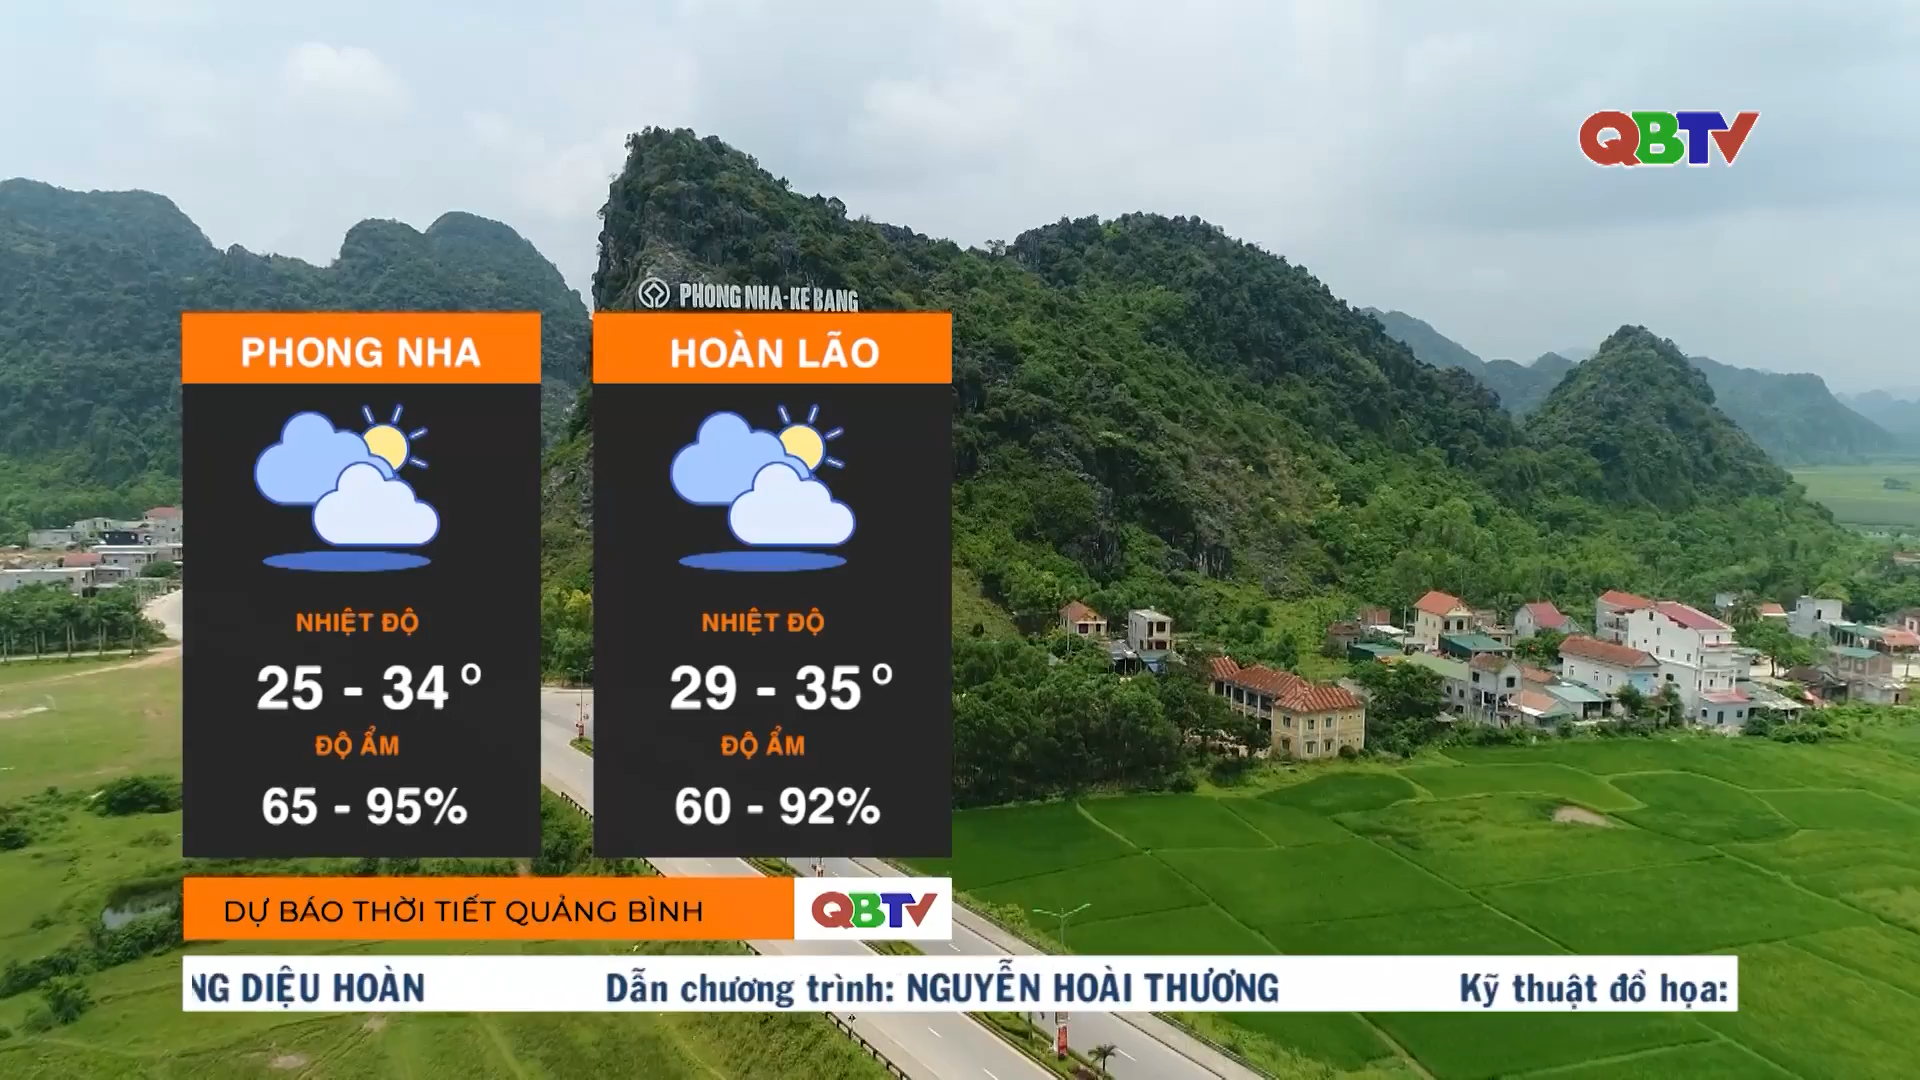 QBTV
PHONG NHA-KE BANG
PHONG NHA
NHIỆT ĐỘ
25 - 34°
ĐỘ ẨM
65 - 95%
HOÀN LÃO
NHIỆT ĐỘ
29 - 35°
ĐỘ ẨM
60 - 92%
DỰ BÁO THỜI TIẾT QUẢNG BÌNH
QBTV
NG DIỆU HOÀN Dẫn chương trình: NGUYỄN HOÀI THƯƠNG Kỹ thuật đồ họa: